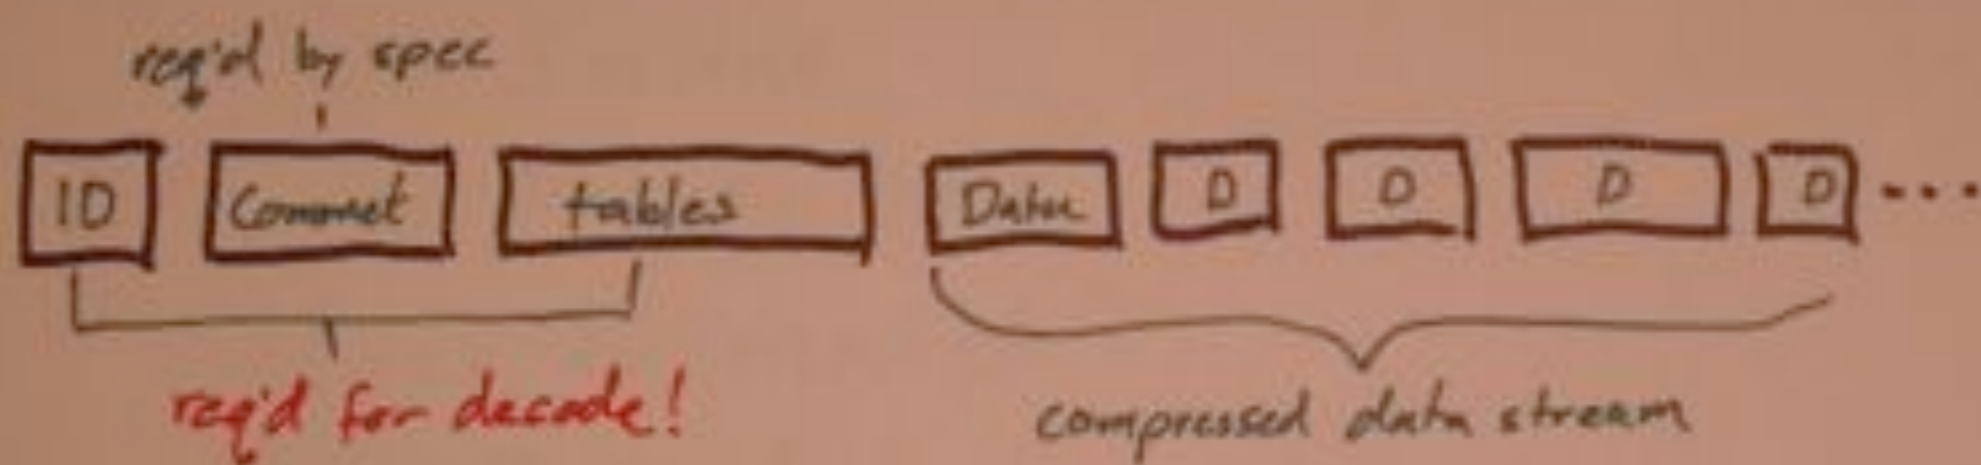 req'd by spec
ID Comment tables Data D D D D ...
req'd for decode!
compressed data stream